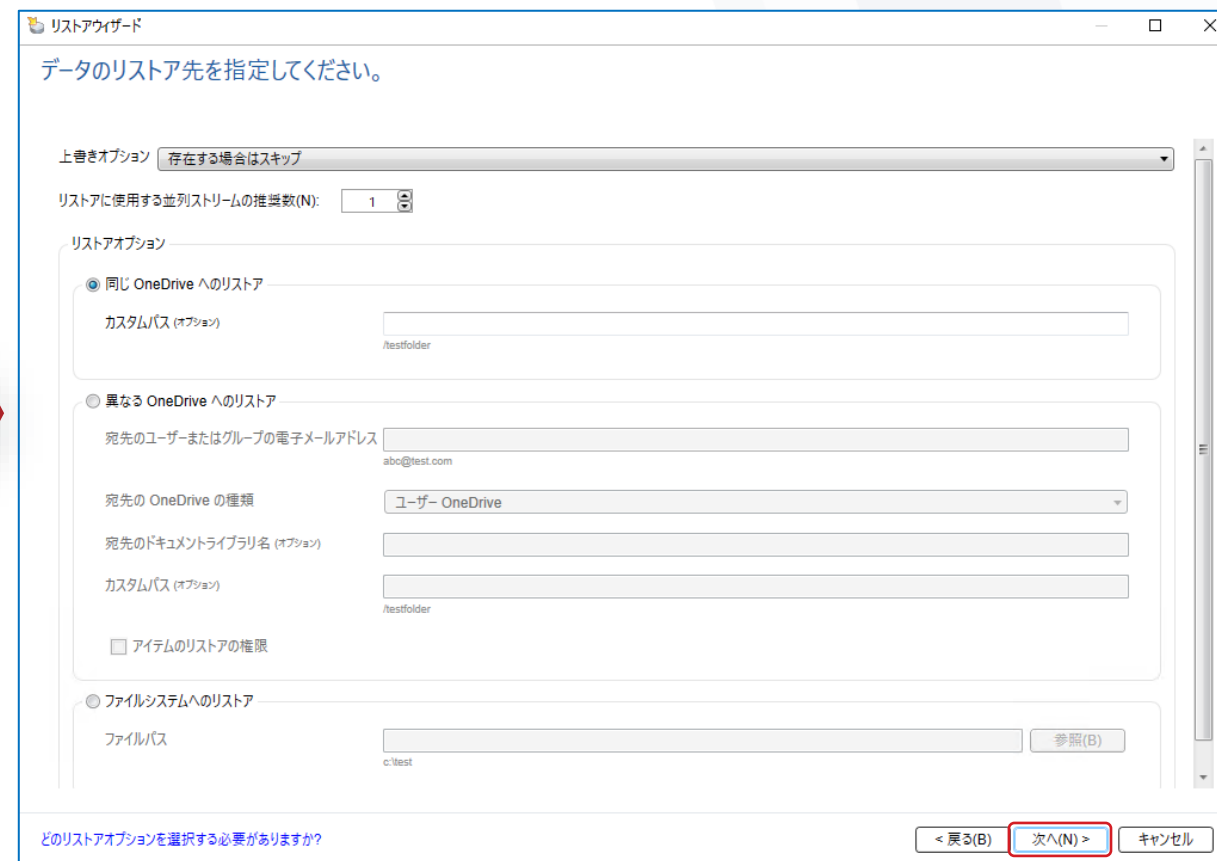 リストアウィザード
データのリストア先を指定してください。
上書きオプション 存在する場合はスキップ
リストアに使用する並列ストリームの推奨数(N): 1
リストアオプション
同じ OneDrive へのリストア
カスタムパス (オプション)
/testfolder
異なる OneDrive へのリストア
宛先のユーザーまたはグループの電子メールアドレス
abc@test.com
宛先の OneDrive の種類 ユーザー OneDrive
宛先のドキュメントライブラリ名 (オプション)
カスタムパス (オプション)
/testfolder
アイテムのリストアの権限
ファイルシステムへのリストア
ファイルパス 参照(B)
c:\test
どのリストアオプションを選択する必要がありますか? < 戻る(B) 次へ(N) > キャンセル